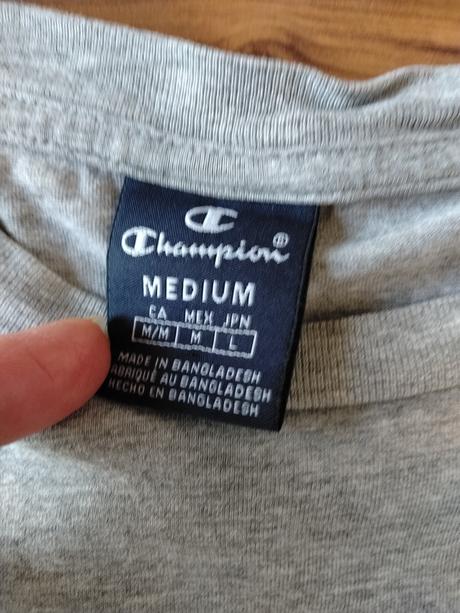 Champion®
MEDIUM
CA MEX JPN
M/M M L
MADE IN BANGLADESH
FABRIQUÉ AU BANGLADESH
HECHO EN BANGLADESH